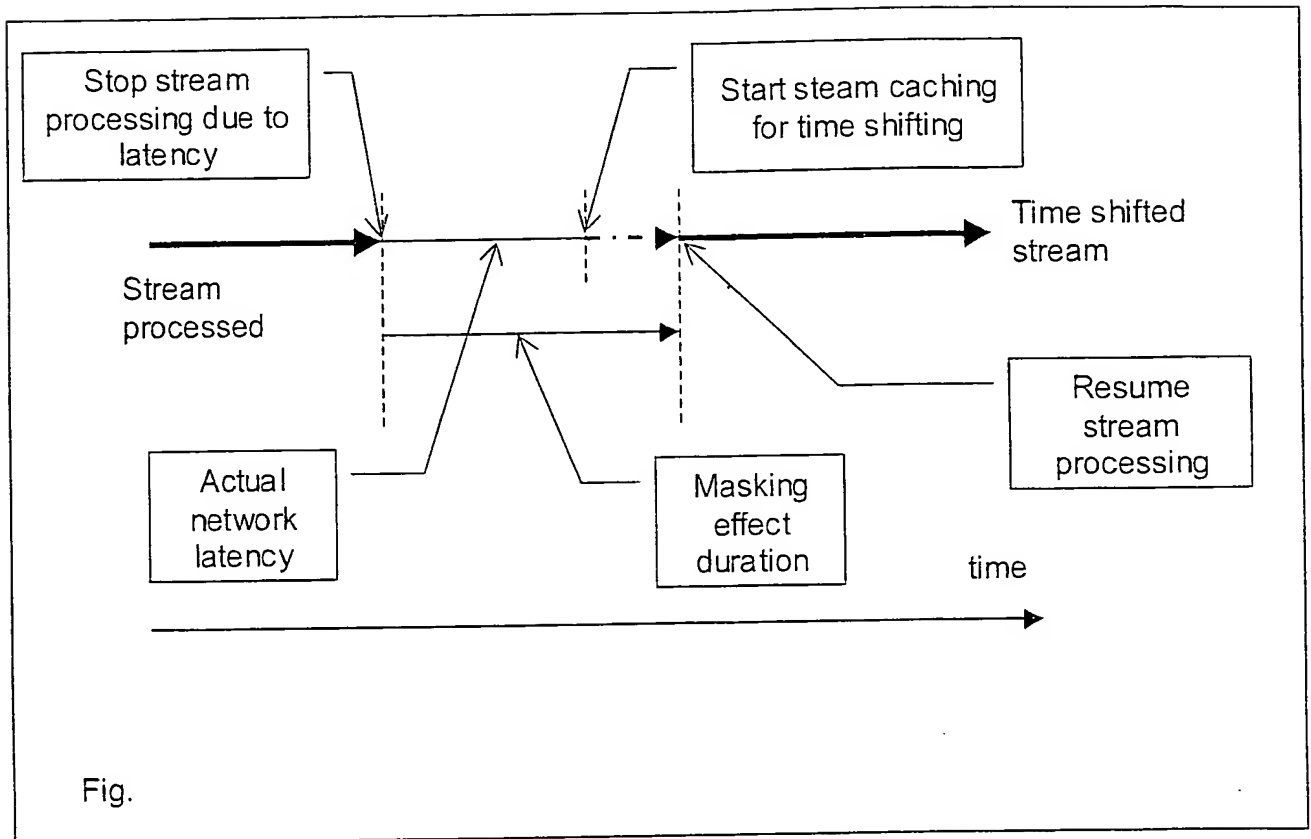 Stop stream
processing due to
latency
Start steam caching
for time shifting
Time shifted
stream
Stream
processed
Resume
stream
processing
Actual
network
latency
Masking
effect
duration
time
Fig.